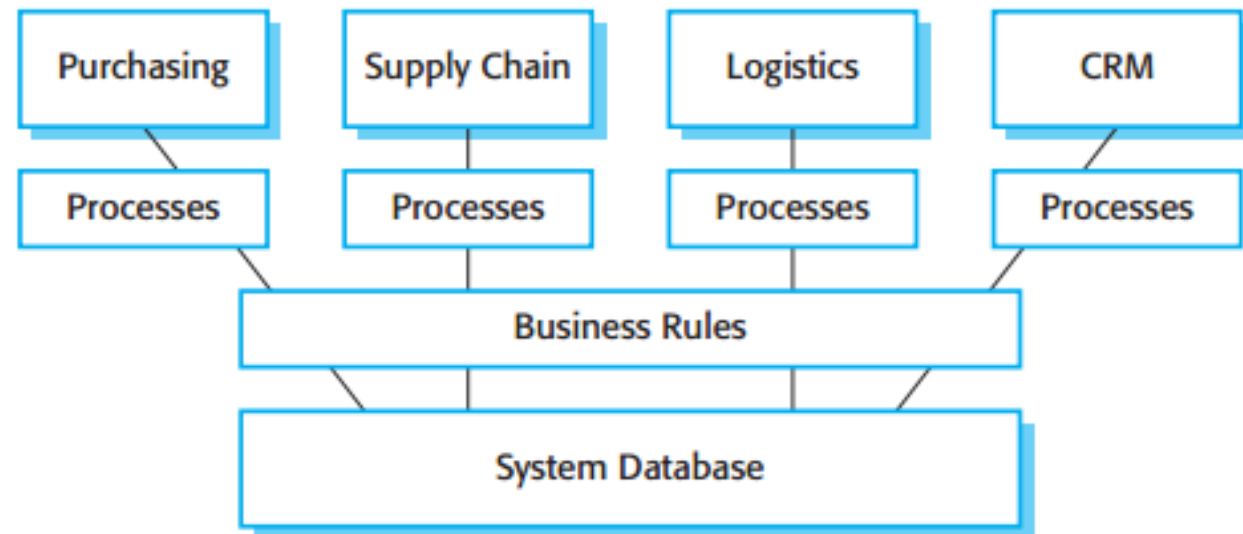 Purchasing
Supply Chain
Logistics
CRM
Processes
Processes
Processes
Processes
Business Rules
System Database